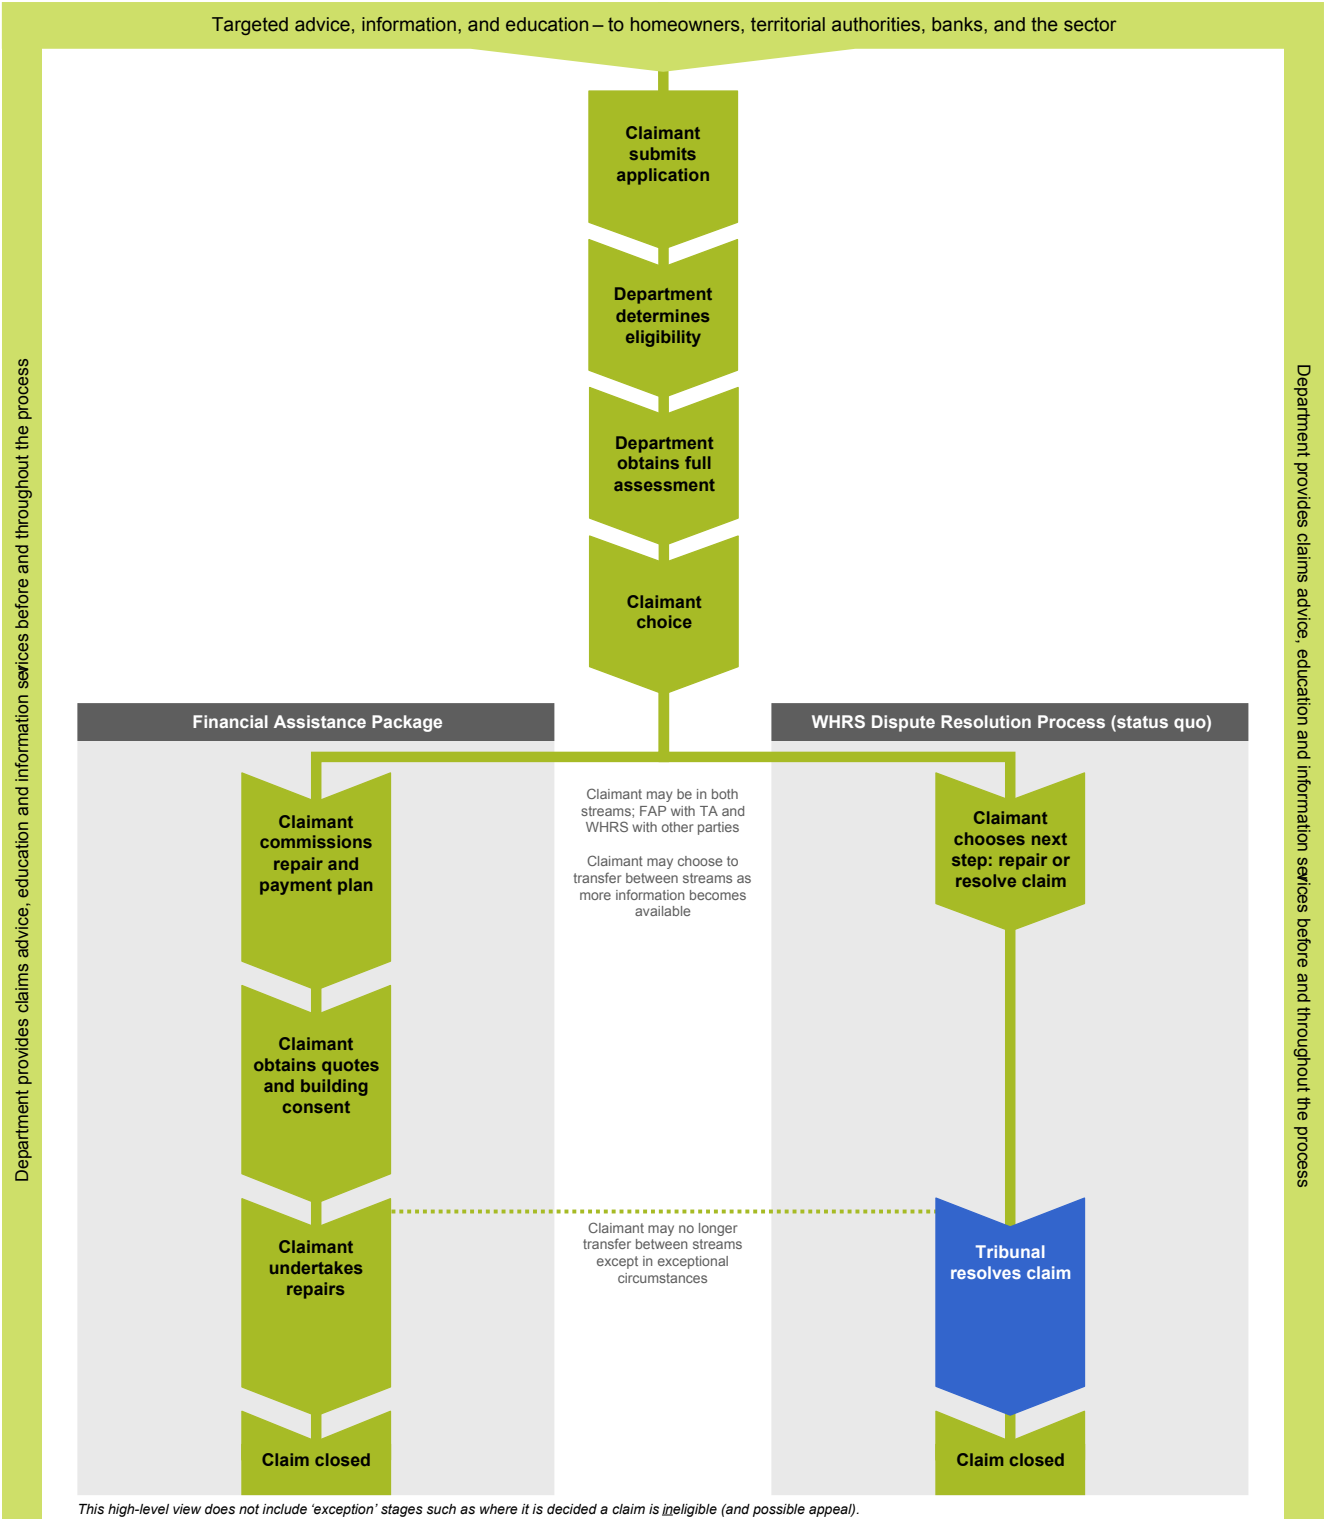 Targeted advice, information, and education – to homeowners, territorial authorities, banks, and the sector
Department provides claims advice, education and information services before and throughout the process
Claimant
submits
application
Department
determines
eligibility
Department
obtains full
assessment
Claimant
choice
Financial Assistance Package
WHRS Dispute Resolution Process (status quo)
Claimant
commissions
repair and
payment plan
Claimant may be in both
streams; FAP with TA and
WHRS with other parties
Claimant may choose to
transfer between streams as
more information becomes
available
Claimant
chooses next
step: repair or
resolve claim
Claimant
obtains quotes
and building
consent
Claimant
undertakes
repairs
Claimant may no longer
transfer between streams
except in exceptional
circumstances
Tribunal
resolves claim
Claim closed
Claim closed
This high-level view does not include ‘exception’ stages such as where it is decided a claim is ineligible (and possible appeal).
Department provides claims advice, education and information services before and throughout the process